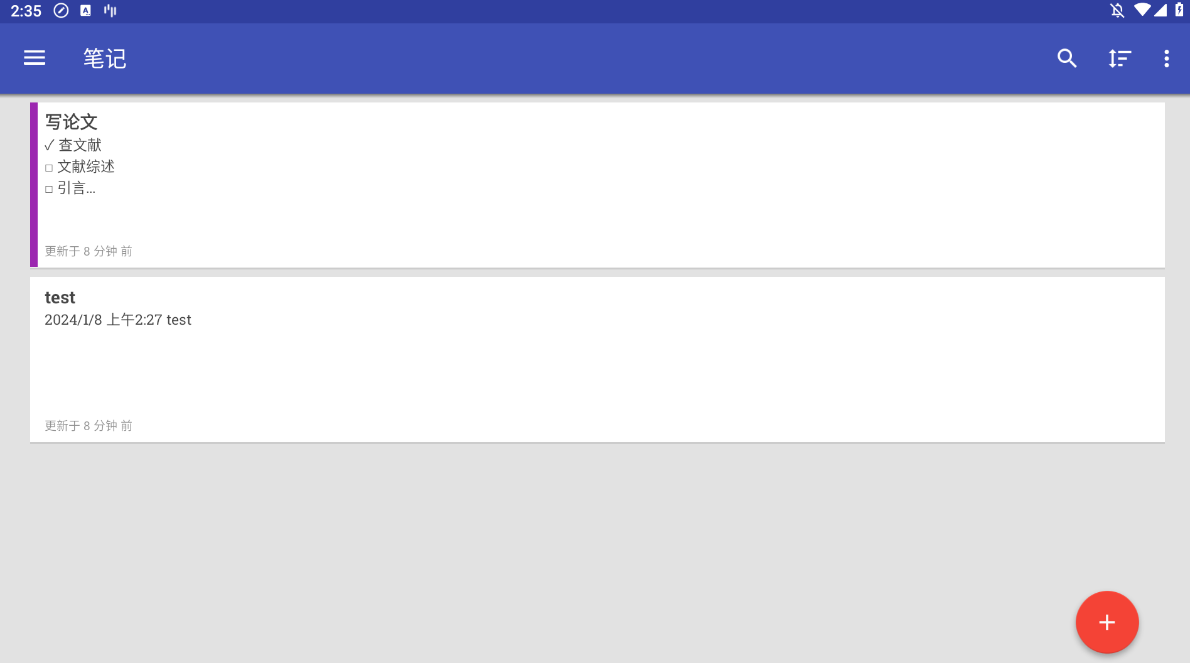 2:35
笔记
写论文
✓ 查文献
□ 文献综述
□ 引言...
更新于 8 分钟 前
test
2024/1/8 上午2:27 test
更新于 8 分钟 前